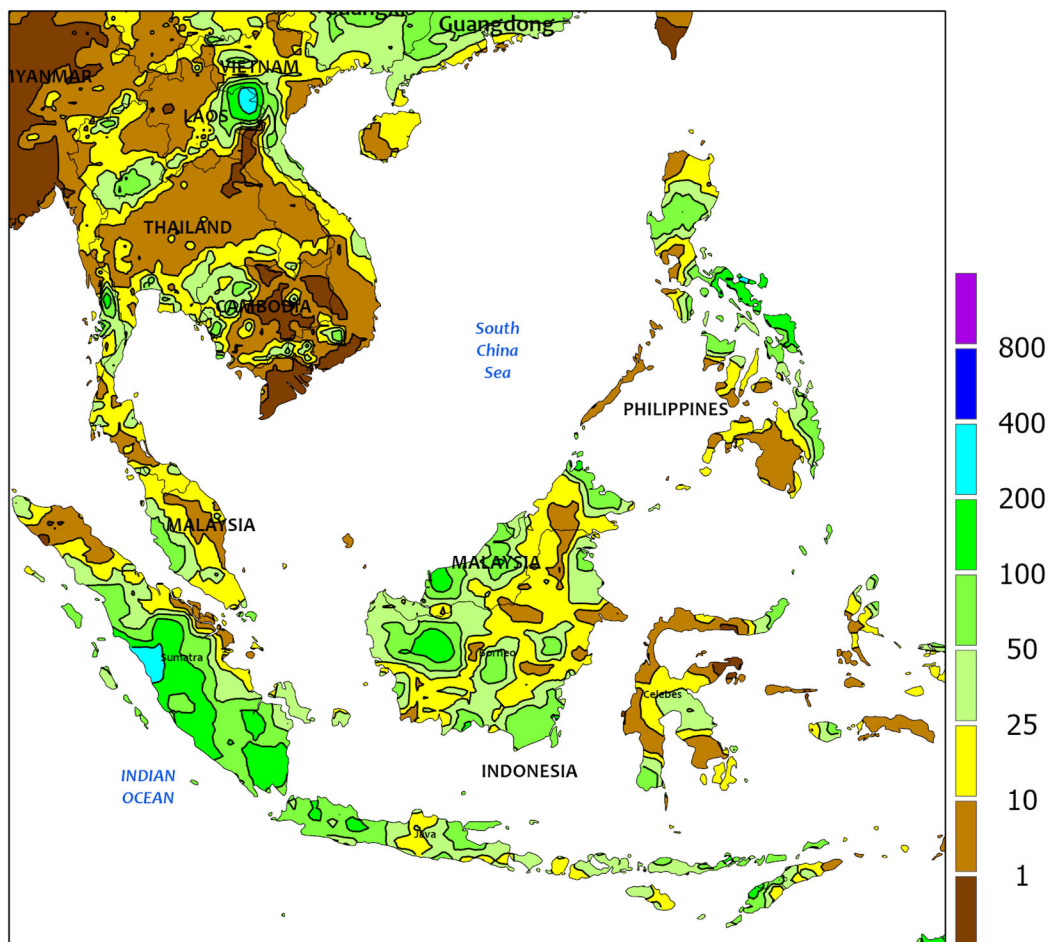 Guangdong
VIETNAM
MYANMAR
LAOS
THAILAND
CAMBODIA
South
China
Sea
PHILIPPINES
MALAYSIA
MALAYSIA
Sumatra
Borneo
Celebes
INDONESIA
INDIAN
OCEAN
Java
800
400
200
100
50
25
10
1